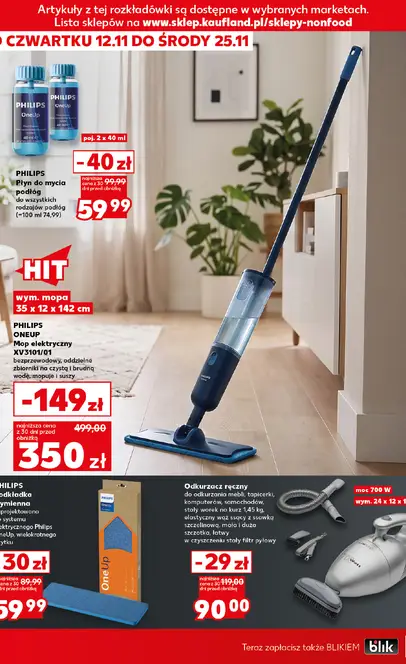 Artykuły z tej rozkładówki są dostępne w wybranych marketach.
Lista sklepów na www.sklep.kaufland.pl/sklepy-nonfood
D CZWARTKU 12.11 DO ŚRODY 25.11
PHILIPS
OneUp
PHILIPS
OneUp
poj. 2 x 40 ml
-40 zł
PHILIPS
Płyn do mycia
podłóg
do wszystkich
rodzajów podłóg
(=100 ml 74,99)
najniższa
cena z 30
dni przed obniżką
99,99
59 99
HIT
wym. mopa
35 x 12 x 142 cm
PHILIPS
ONEUP
Mop elektryczny
XV3101/01
bezprzewodowy, oddzielne
zbiorniki na czystą i brudną
wodę, mopuje i suszy
-149 zł
najniższa cena
z 30 dni przed
obniżką
499,00
350 zł
HILIPS
odkładka
ymienna
aprojektowana
o systemu
ektrycznego Philips
neUp, wielokrotnego
ytku
PHILIPS
OneUp
-30 zł
89,99
59 99
Odkurzacz ręczny
do odkurzania mebli, tapicerki,
komputerów, samochodów,
stały worek na kurz 1,45 kg,
elastyczny wąż ssący z ssawką
szczelinową, mała i duża
szczotka, łatwy
w czyszczeniu stały filtr pyłowy
moc 700 W
wym. 24 x 12 x 1
-29 zł
najniższa
cena z 30
dni przed obniżką
119,00
90 00
Teraz zapłacisz także BLIKIEM
blik